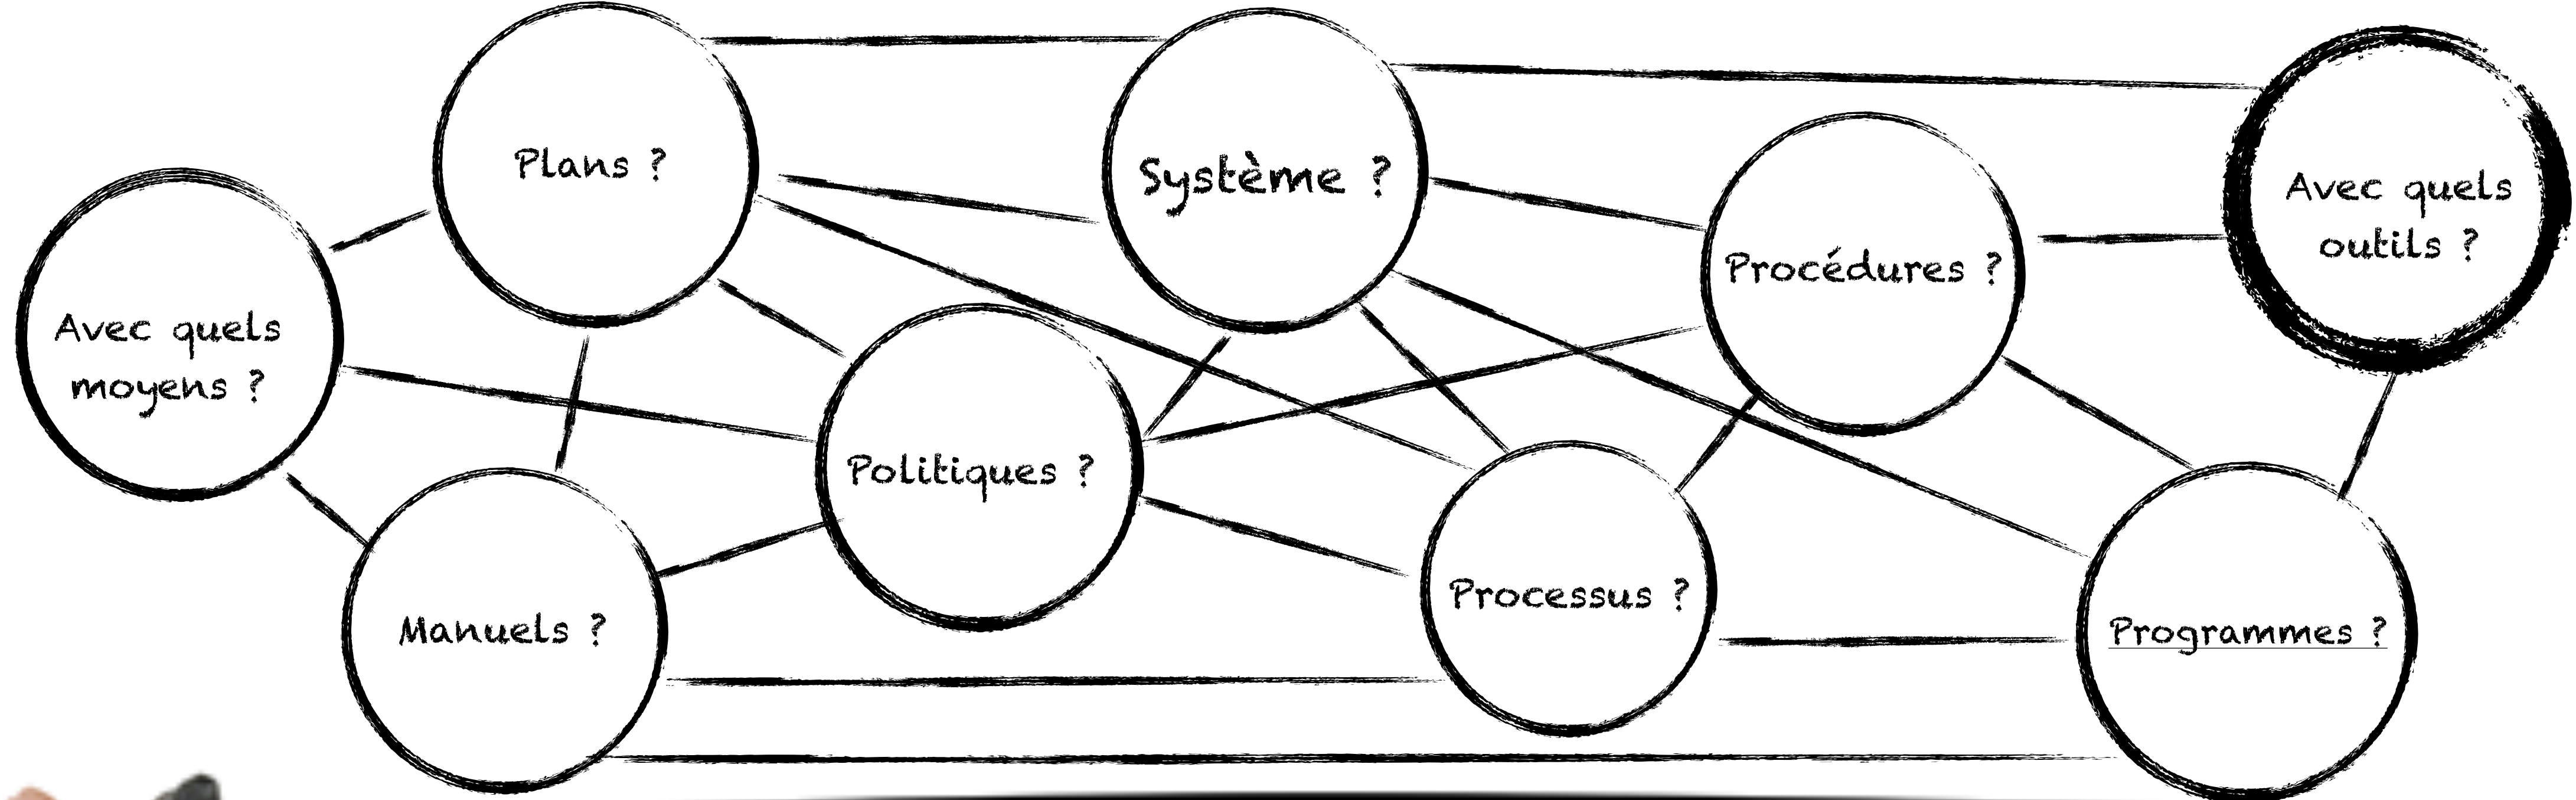 Plans ?
Système ?
Avec quels
outils ?
Procédures ?
Avec quels
moyens ?
Politiques ?
Processus ?
Manuels ?
Programmes ?